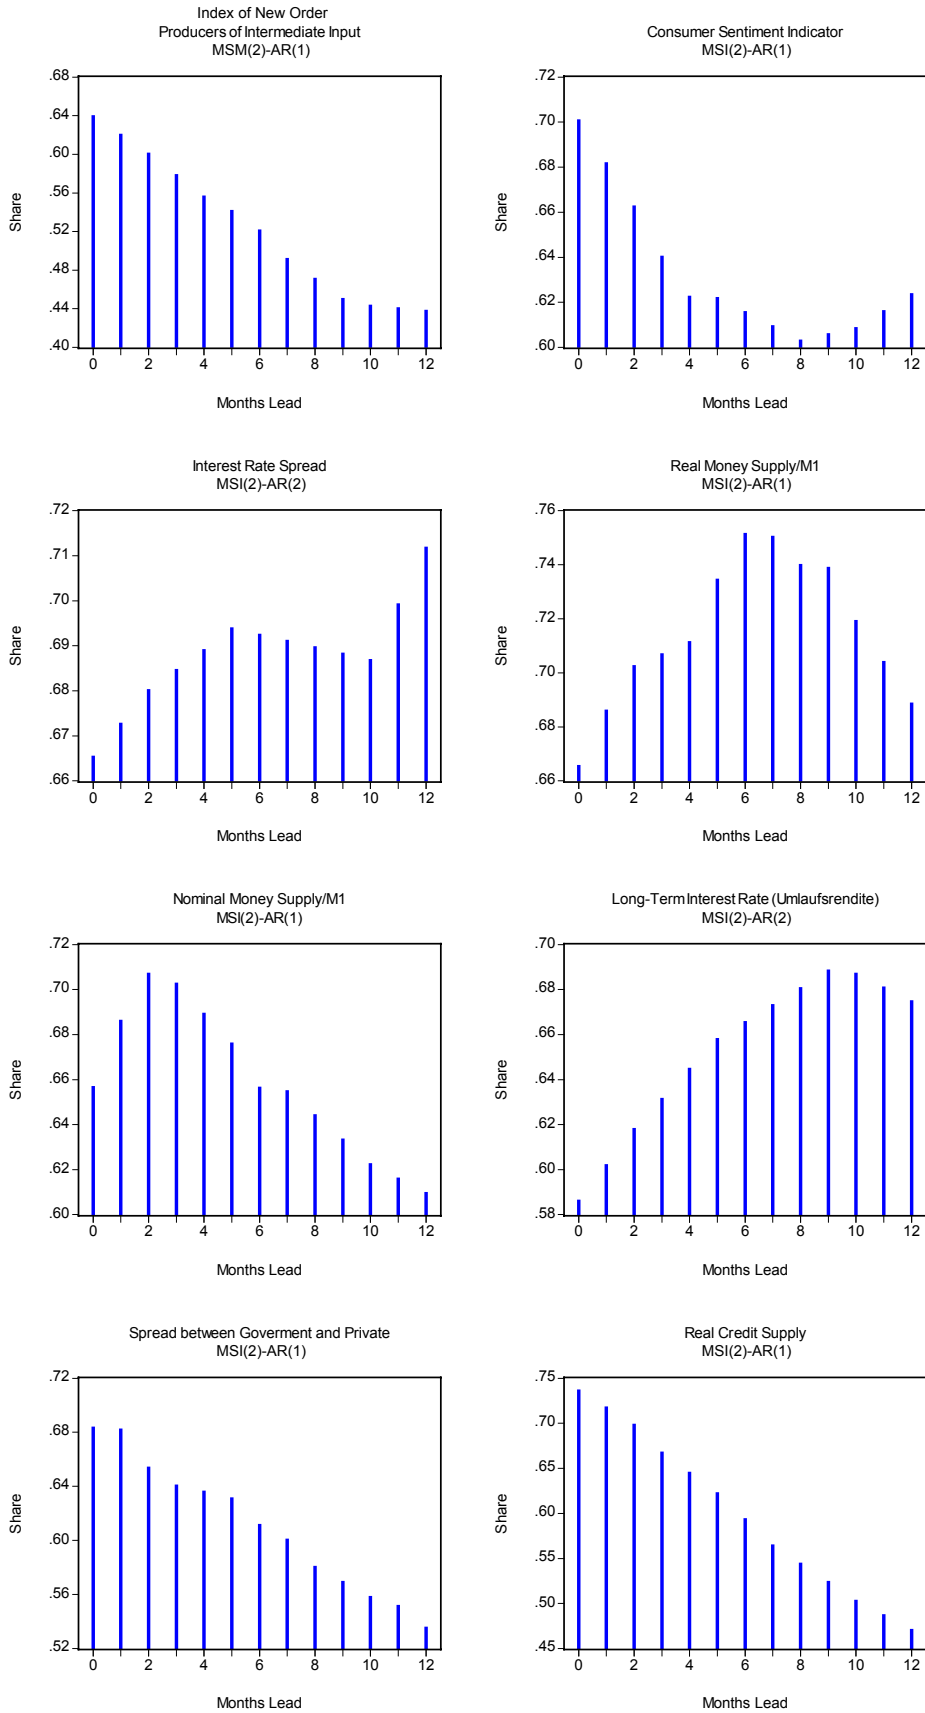 Index of New Order
Producers of Intermediate Input
MSM(2)-AR(1)
.68
.64
.60
.56
.52
.48
.44
.40
Share
0 2 4 6 8 10 12
Months Lead
Consumer Sentiment Indicator
MSI(2)-AR(1)
.72
.70
.68
.66
.64
.62
.60
Share
0 2 4 6 8 10 12
Months Lead
Interest Rate Spread
MSI(2)-AR(2)
.72
.71
.70
.69
.68
.67
.66
Share
0 2 4 6 8 10 12
Months Lead
Real Money Supply/M1
MSI(2)-AR(1)
.76
.74
.72
.70
.68
.66
Share
0 2 4 6 8 10 12
Months Lead
Nominal Money Supply/M1
MSI(2)-AR(1)
.72
.70
.68
.66
.64
.62
.60
Share
0 2 4 6 8 10 12
Months Lead
Long-Term Interest Rate (Umlaufsrendite)
MSI(2)-AR(2)
.70
.68
.66
.64
.62
.60
.58
Share
0 2 4 6 8 10 12
Months Lead
Spread between Goverment and Private
MSI(2)-AR(1)
.72
.68
.64
.60
.56
.52
Share
0 2 4 6 8 10 12
Months Lead
Real Credit Supply
MSI(2)-AR(1)
.75
.70
.65
.60
.55
.50
.45
Share
0 2 4 6 8 10 12
Months Lead